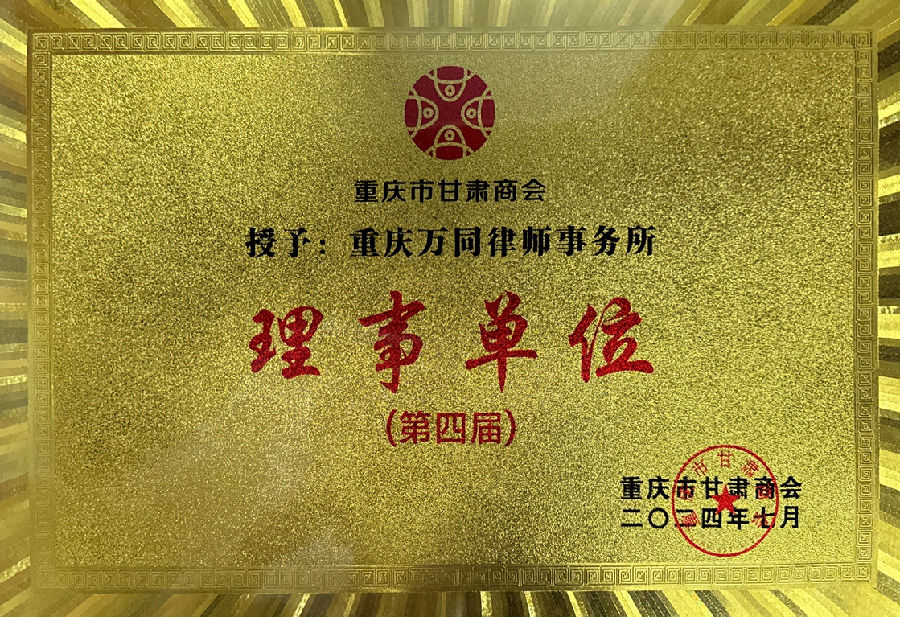 重庆市甘肃商会
授予：重庆万同律师事务所
理事单位
（第四届）
重庆市甘肃商会
二〇二四年七月